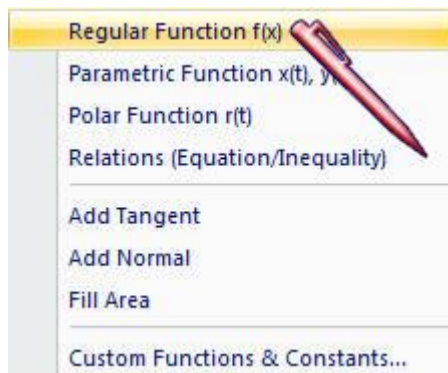 Regular Function f(x)
Parametric Function x(t), y(
Polar Function r(t)
Relations (Equation/Inequality)
Add Tangent
Add Normal
Fill Area
Custom Functions & Constants...